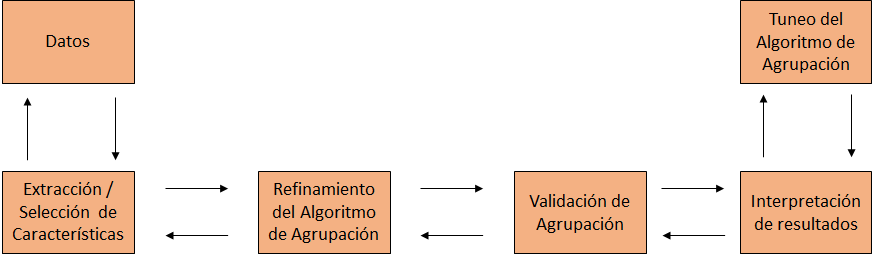 Datos
Tuneo del
Algoritmo de
Agrupación
Extracción /
Selección de
Características
Refinamiento
del Algoritmo
de Agrupación
Validación de
Agrupación
Interpretación
de resultados